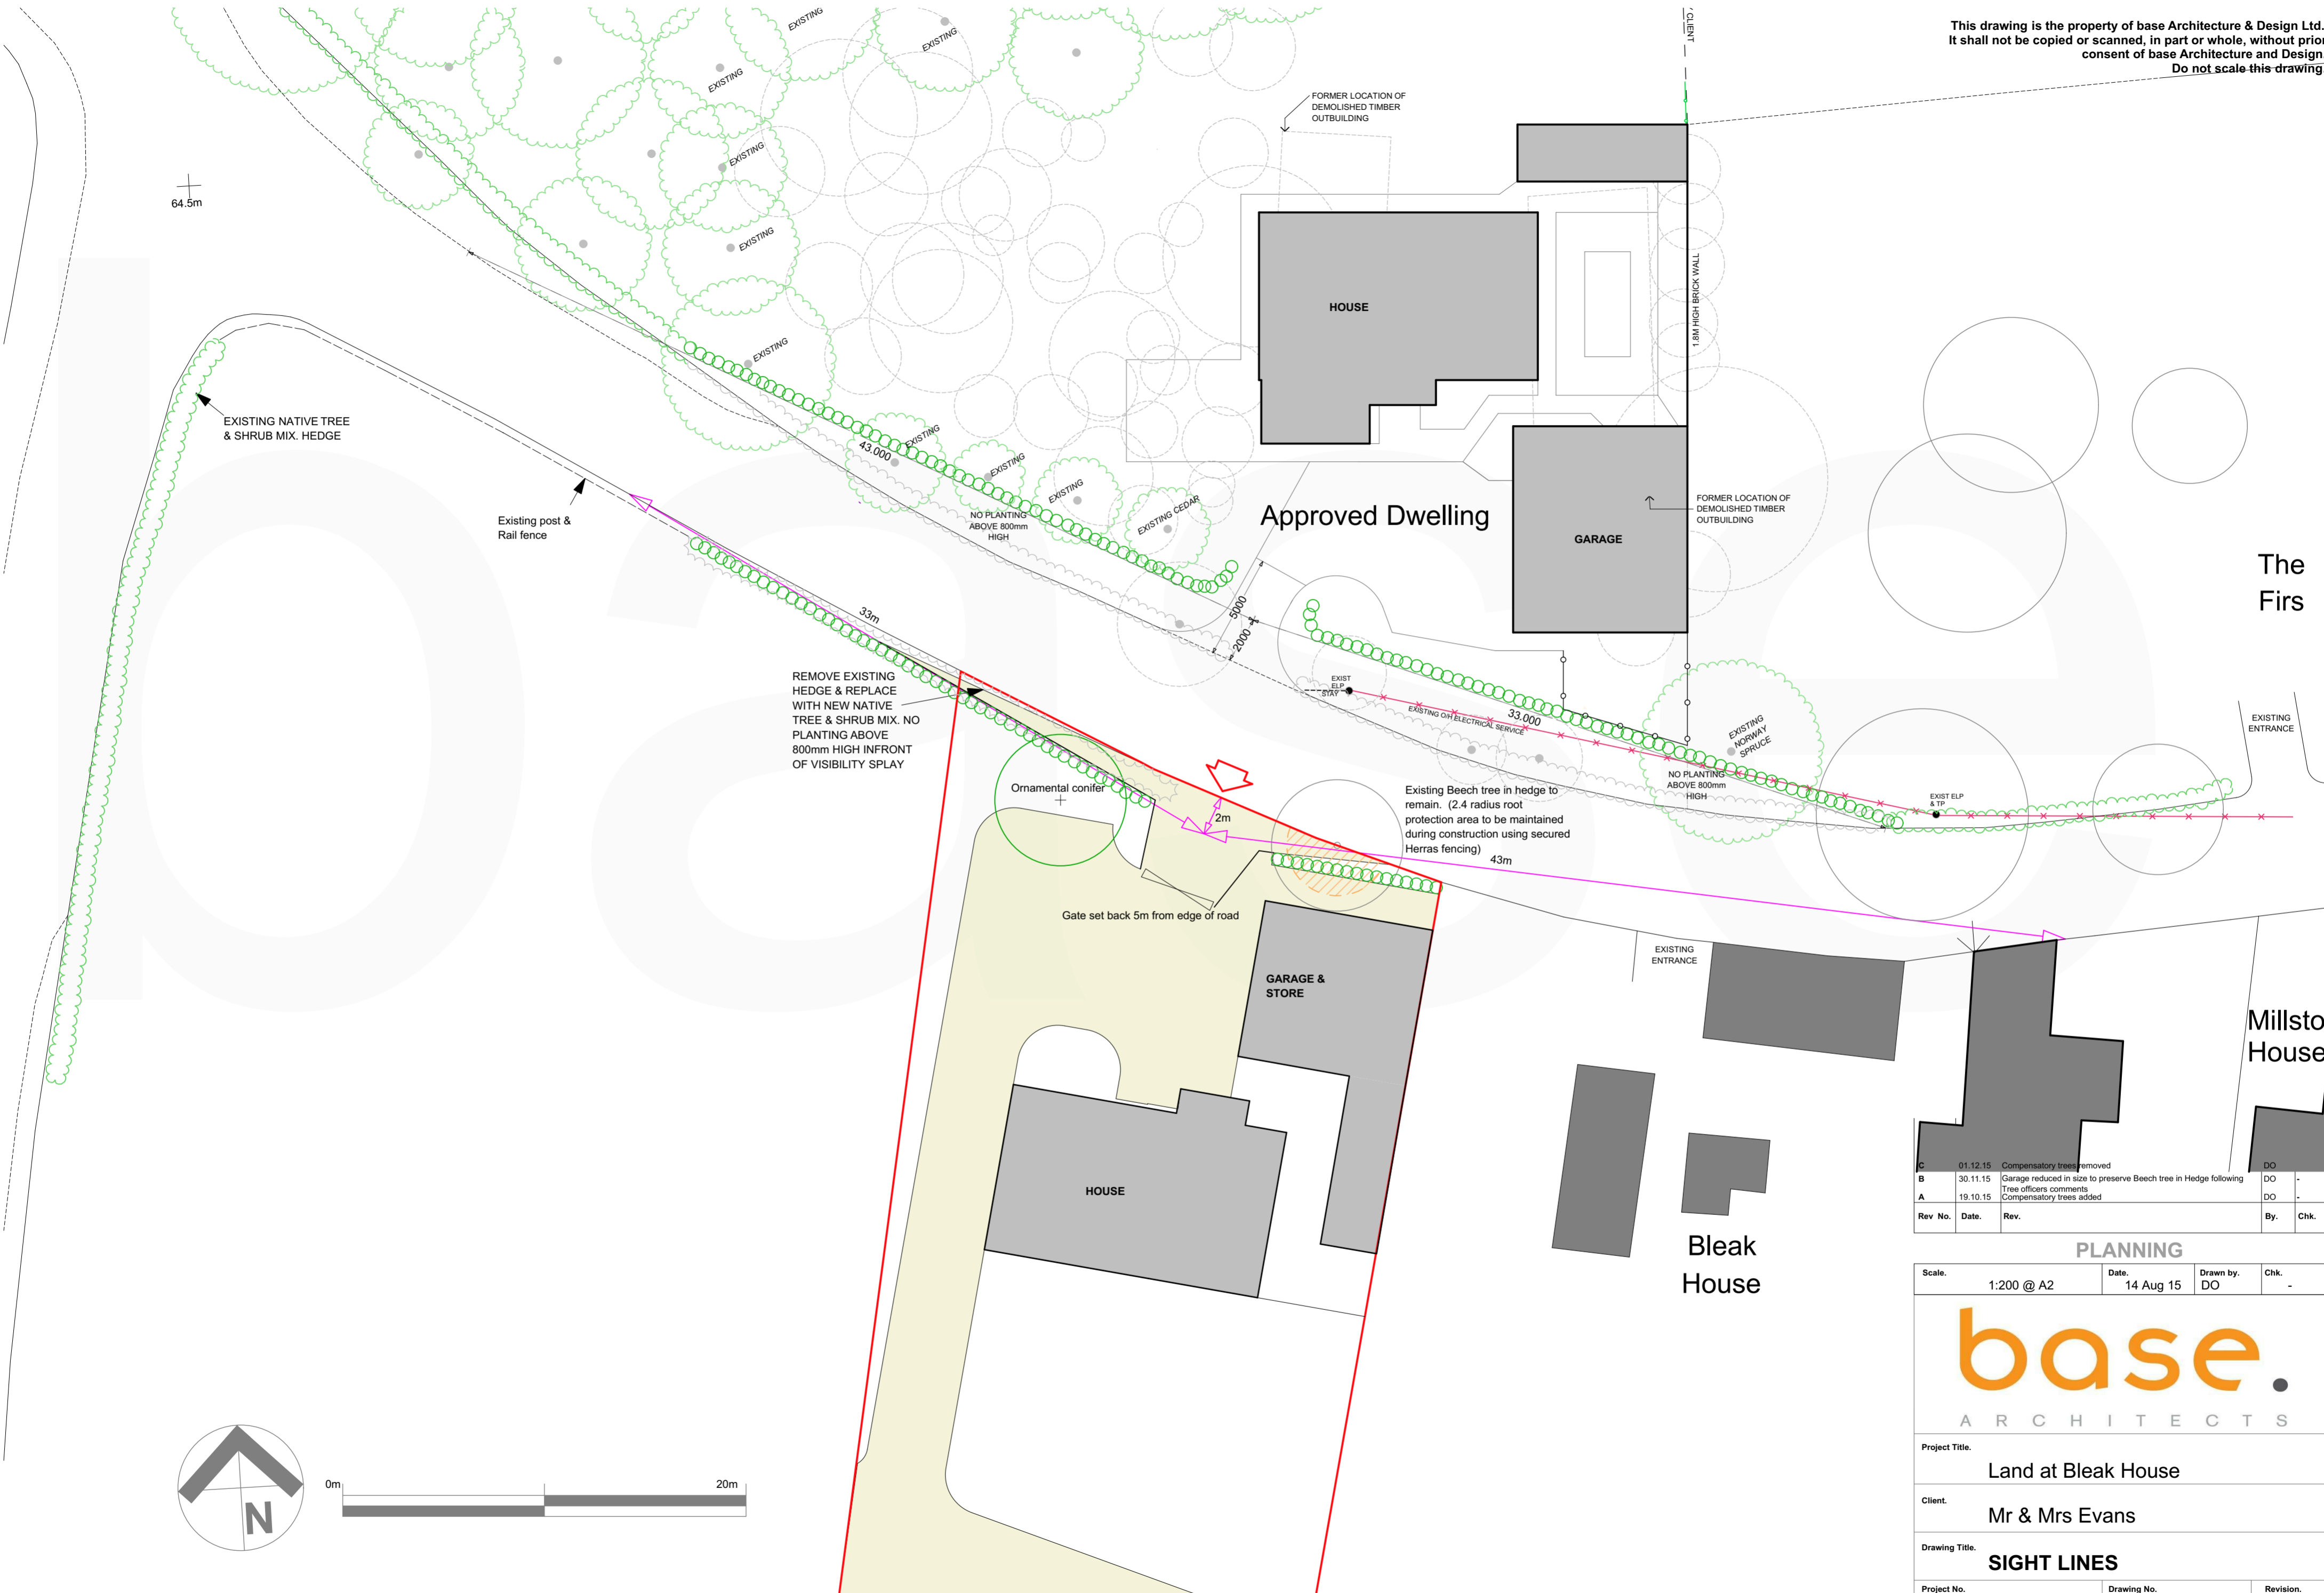 This drawing is the property of base Architecture & Design Ltd.
It shall not be copied or scanned, in part or whole, without prior
consent of base Architecture and Design
Do not scale this drawing
CLIENT
EXISTING
EXISTING
EXISTING
EXISTING
EXISTING
EXISTING
EXISTING
EXISTING
EXISTING
EXISTING CEDAR
64.5m
FORMER LOCATION OF
DEMOLISHED TIMBER
OUTBUILDING
HOUSE
1.8M HIGH BRICK WALL
EXISTING NATIVE TREE
& SHRUB MIX. HEDGE
43.000
Existing post &
Rail fence
NO PLANTING
ABOVE 800mm
HIGH
Approved Dwelling
FORMER LOCATION OF
DEMOLISHED TIMBER
OUTBUILDING
GARAGE
The
Firs
33m
5000
2000
REMOVE EXISTING
HEDGE & REPLACE
WITH NEW NATIVE
TREE & SHRUB MIX. NO
PLANTING ABOVE
800mm HIGH INFRONT
OF VISIBILITY SPLAY
EXIST
ELP
STAY
EXISTING O/H ELECTRICAL SERVICE
33.000
EXISTING
NORWAY
SPRUCE
EXISTING
ENTRANCE
NO PLANTING
ABOVE 800mm
HIGH
EXIST ELP
& TP
Ornamental conifer
2m
Existing Beech tree in hedge to
remain. (2.4 radius root
protection area to be maintained
during construction using secured
Herras fencing)
43m
Gate set back 5m from edge of road
EXISTING
ENTRANCE
GARAGE &
STORE
HOUSE
Bleak
House
Millsto
House
C 01.12.15 Compensatory trees removed DO
B 30.11.15 Garage reduced in size to preserve Beech tree in Hedge following DO -
Tree officers comments
A 19.10.15 Compensatory trees added DO -
Rev No. Date. Rev. By. Chk.
PLANNING
Scale. Date. Drawn by. Chk.
1:200 @ A2 14 Aug 15 DO -
base.
ARCHITECTS
Project Title.
Land at Bleak House
Client.
Mr & Mrs Evans
Drawing Title.
SIGHT LINES
Project No. Drawing No. Revision.
N
0m 20m
base